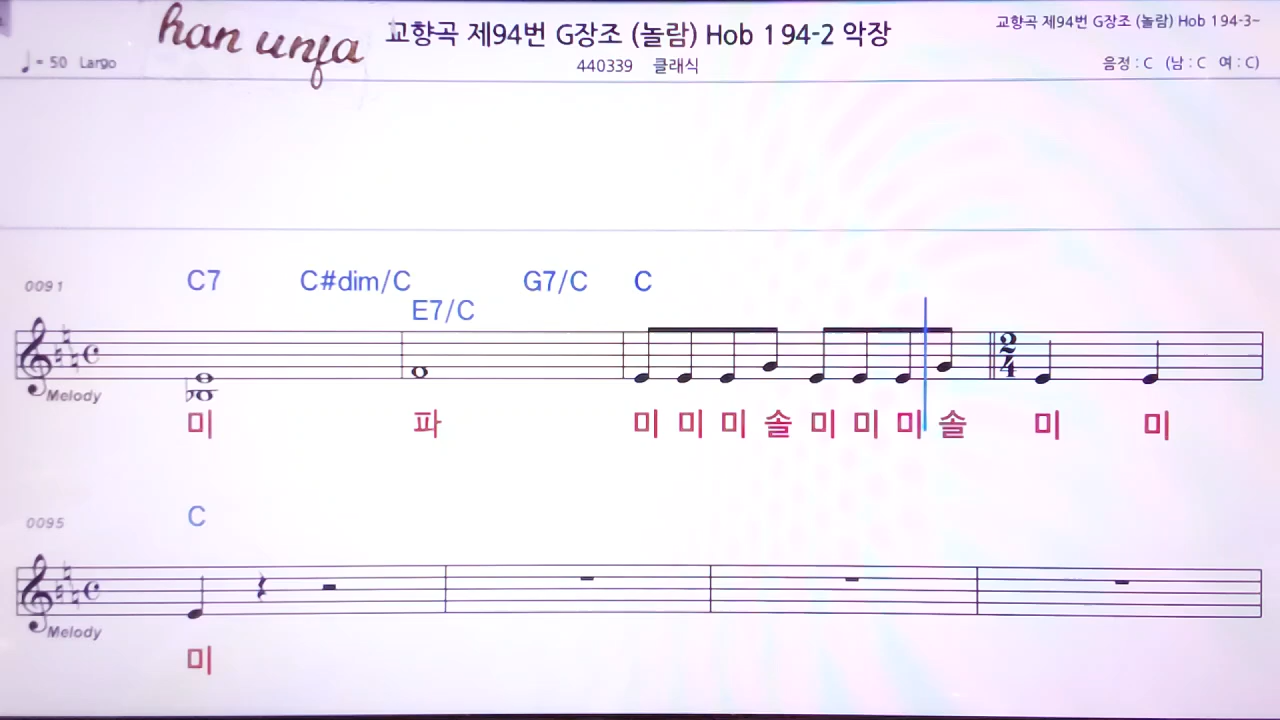 han unfa
교향곡 제94번 G장조 (놀람) Hob 1 94-2 악장
교향곡 제94번 G장조 (놀람) Hob 1 94-3~
♩ = 50 Largo
440339 클래식
음정 : C (남 : C 여 : C)
0091 C7 C#dim/C G7/C C
E7/C
2
4
Melody
미 파 미 미 미 솔 미 미 미 솔 미 미
0095 C
Melody
미